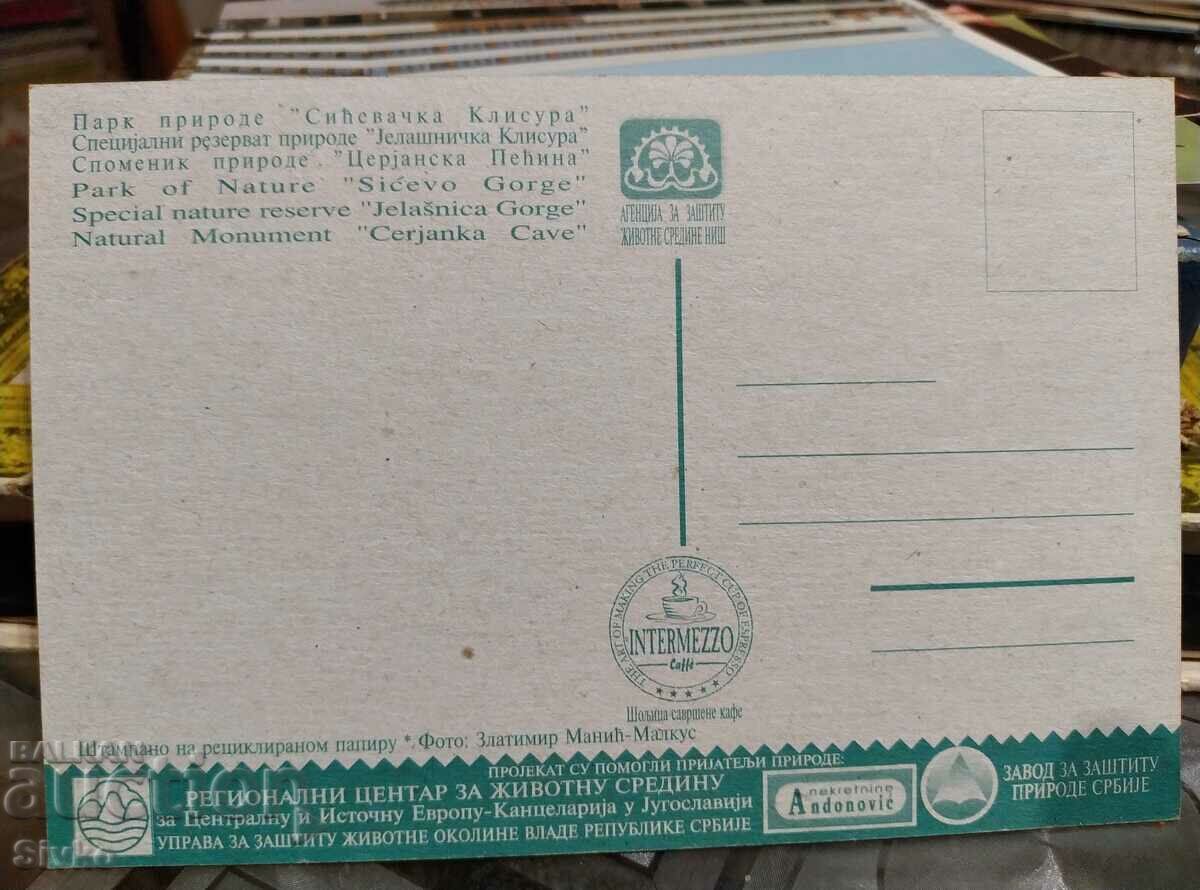 Парк природе "Сићевачка Клисура"
Специјални резерват природе "Јелашничка Клисура"
Споменик природе "Церјанска Пећина"
Park of Nature "Sićevo Gorge"
Special nature reserve "Jelašnica Gorge"
Natural Monument "Cerjanka Cave"
АГЕНЦИЈА ЗА ЗАШТИТУ
ЖИВОТНЕ СРЕДИНЕ НИШ
THE ART OF MAKING THE PERFECT CUP OF ESPRESSO
INTERMEZZO
Caffè
Шољица савршене кафе
Штампано на рециклираном папиру * Фото: Златимир Манић-Малкус
ПРОЈЕКАТ СУ ПОМОГЛИ ПРИЈАТЕЉИ ПРИРОДЕ:
РЕГИОНАЛНИ ЦЕНТАР ЗА ЖИВОТНУ СРЕДИНУ
за Централну и Источну Европу-Канцеларија у Југославији
УПРАВА ЗА ЗАШТИТУ ЖИВОТНЕ ОКОЛИНЕ ВЛАДЕ РЕПУБЛИКЕ СРБИЈЕ
nekretnine
Andonović
ЗАВОД ЗА ЗАШТИТУ
ПРИРОДЕ СРБИЈЕ
БАЛКАН
auction
Sivko